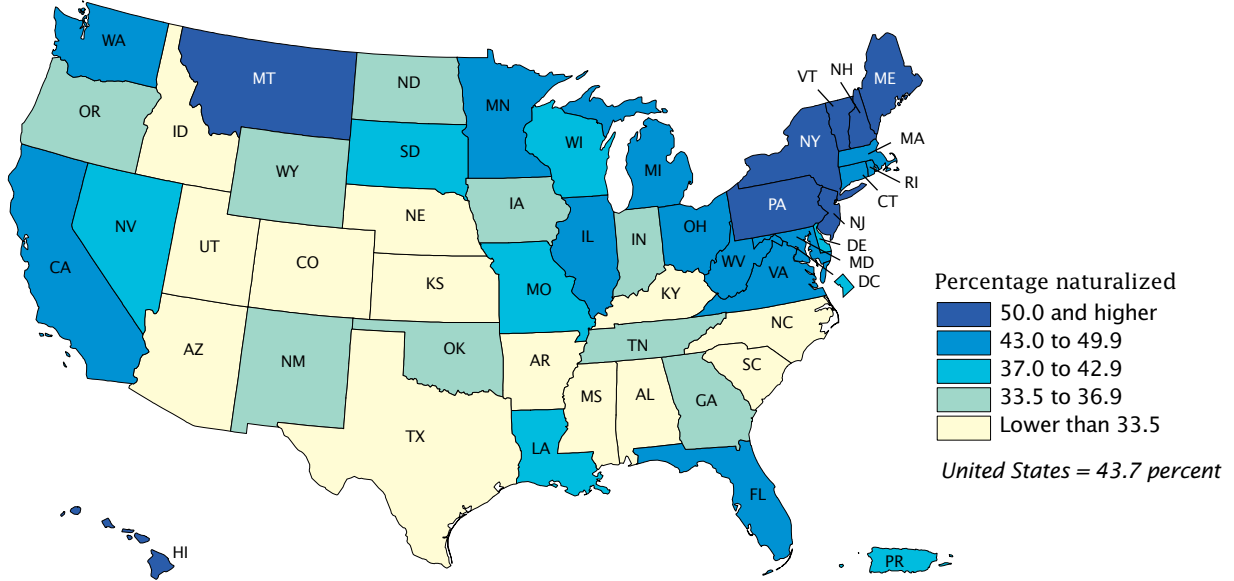 WA
MT
ND
MN
ME
VT
NH
OR
ID
SD
WI
NY
MA
WY
MI
RI
CT
NV
NE
IA
PA
NJ
UT
CO
IL
IN
OH
DE
MD
CA
KS
MO
WV
VA
DC
KY
AZ
NM
OK
AR
TN
NC
SC
TX
MS
AL
GA
LA
FL
HI
PR
Percentage naturalized
50.0 and higher
43.0 to 49.9
37.0 to 42.9
33.5 to 36.9
Lower than 33.5
United States = 43.7 percent